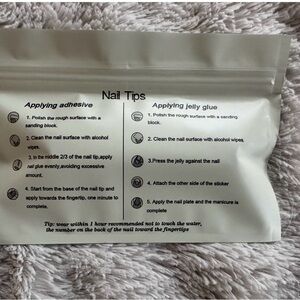 Nail Tips
Applying adhesive
1. Polish the rough surface with a
sanding block.
2. Clean the nail surface with alcohol
wipes.
3. In the middle 2/3 of the nail tip,apply
nail glue evenly,avoiding excessive
amount.
4. Start from the base of the nail tip and
apply towards the fingertip, one minute to
complete.
Applying jelly glue
1. Polish the rough surface with a sanding
block.
2. Clean the nail surface with alcohol wipes.
3.Press the jelly against the nail
4. Attach the other side of the sticker
5. Apply the nail plate and the manicure is
complete
Tip: wear within 1 hour recommended not to touch the water,
the number on the back of the nail toward the fingertips